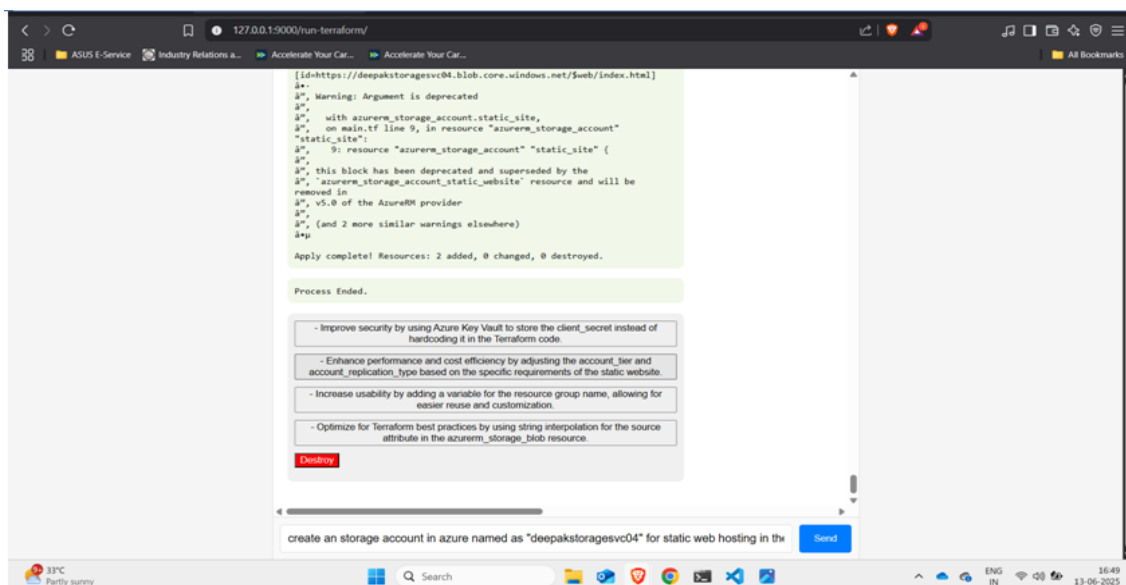 127.0.0.1:9000/run-terraform/
ASUS E-Service Industry Relations a... Accelerate Your Car... Accelerate Your Car... All Bookmarks
[id=https://deepakstoragesvc04.blob.core.windows.net/$web/index.html]
â•-
â", Warning: Argument is deprecated
â",
â", with azurerm_storage_account.static_site,
â", on main.tf line 9, in resource "azurerm_storage_account"
"static_site":
â", 9: resource "azurerm_storage_account" "static_site" {
â",
â", this block has been deprecated and superseded by the
â", `azurerm_storage_account_static_website` resource and will be
removed in
â", v5.0 of the AzureRM provider
â",
â", (and 2 more similar warnings elsewhere)
â•µ
Apply complete! Resources: 2 added, 0 changed, 0 destroyed.
Process Ended.
- Improve security by using Azure Key Vault to store the client_secret instead of
hardcoding it in the Terraform code.
- Enhance performance and cost efficiency by adjusting the account_tier and
account_replication_type based on the specific requirements of the static website.
- Increase usability by adding a variable for the resource group name, allowing for
easier reuse and customization.
- Optimize for Terraform best practices by using string interpolation for the source
attribute in the azurerm_storage_blob resource.
Destroy
create an storage account in azure named as "deepakstoragesvc04" for static web hosting in the Send
33°C
Partly sunny
Search
ENG
IN
16:49
13-06-2025